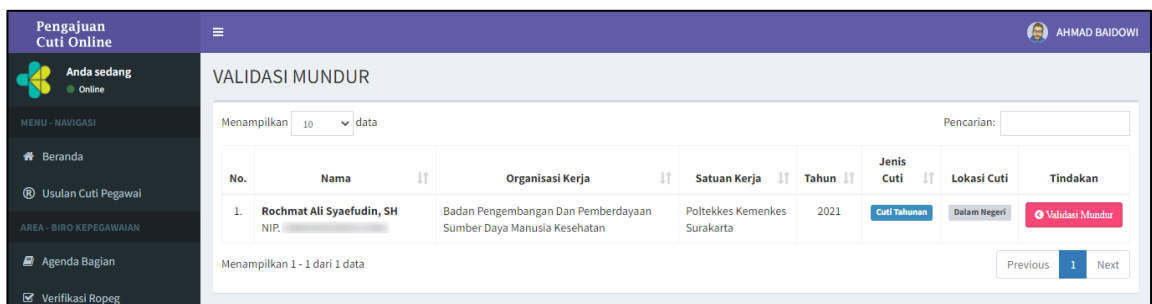 Pengajuan
Cuti Online
AHMAD BAIDOWI
Anda sedang
Online
MENU - NAVIGASI
Beranda
Usulan Cuti Pegawai
AREA - BIRO KEPEGAWAIAN
Agenda Bagian
Verifikasi Ropeg
VALIDASI MUNDUR
Menampilkan 10 data
Pencarian:
No. Nama Organisasi Kerja Satuan Kerja Tahun Jenis Cuti Lokasi Cuti Tindakan
1. Rochmat Ali Syaefudin, SH Badan Pengembangan Dan Pemberdayaan Poltekkes Kemenkes 2021 Cuti Tahunan Dalam Negeri Validasi Mundur
NIP. Sumber Daya Manusia Kesehatan Surakarta
Menampilkan 1 - 1 dari 1 data
Previous 1 Next